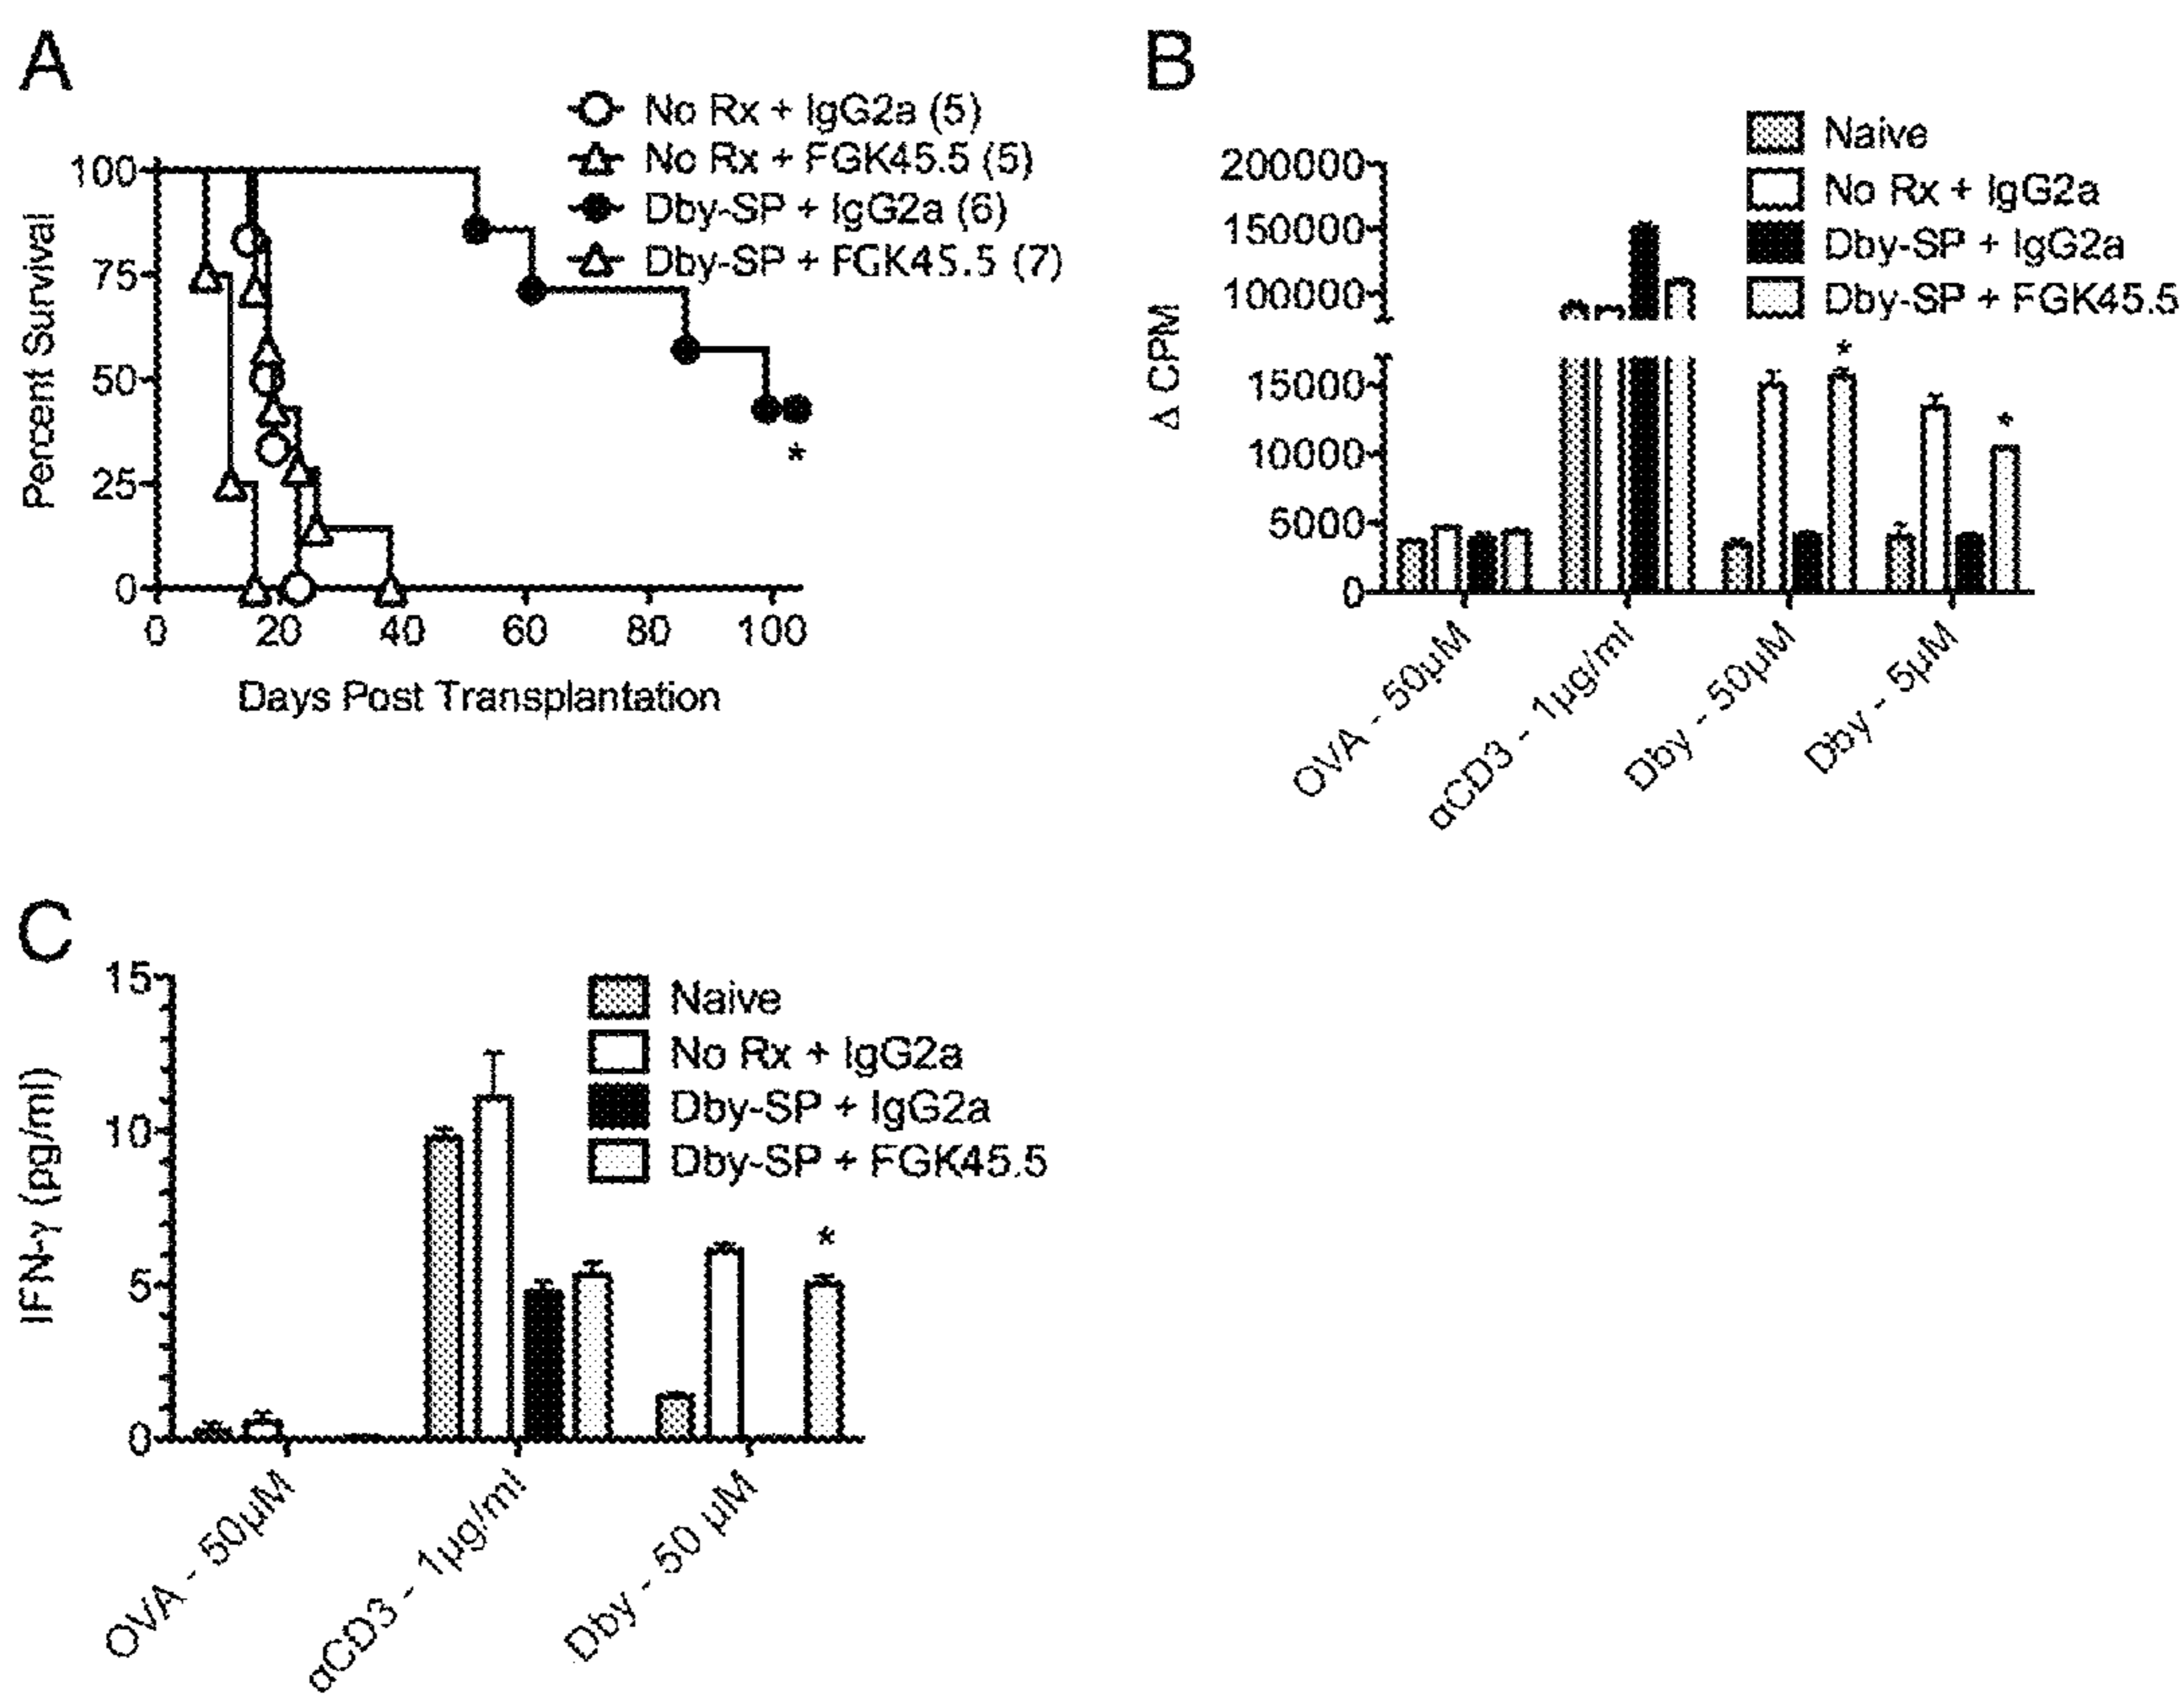 A
No Rx + IgG2a (5)
No Rx + FGK45.5 (5)
Dby-SP + IgG2a (6)
Dby-SP + FGK45.5 (7)
100
75
50
25
0
Percent Survival
0 20 40 60 80 100
Days Post Transplantation
*
B
Naive
No Rx + IgG2a
Dby-SP + IgG2a
Dby-SP + FGK45.5
200000
150000
100000
15000
10000
5000
0
Δ CPM
*
*
OVA - 50µM
αCD3 - 1µg/ml
Dby - 50µM
Dby - 5µM
C
Naive
No Rx + IgG2a
Dby-SP + IgG2a
Dby-SP + FGK45.5
15
10
5
0
IFN-γ (pg/ml)
*
OVA - 50µM
αCD3 - 1µg/ml
Dby - 50 µM